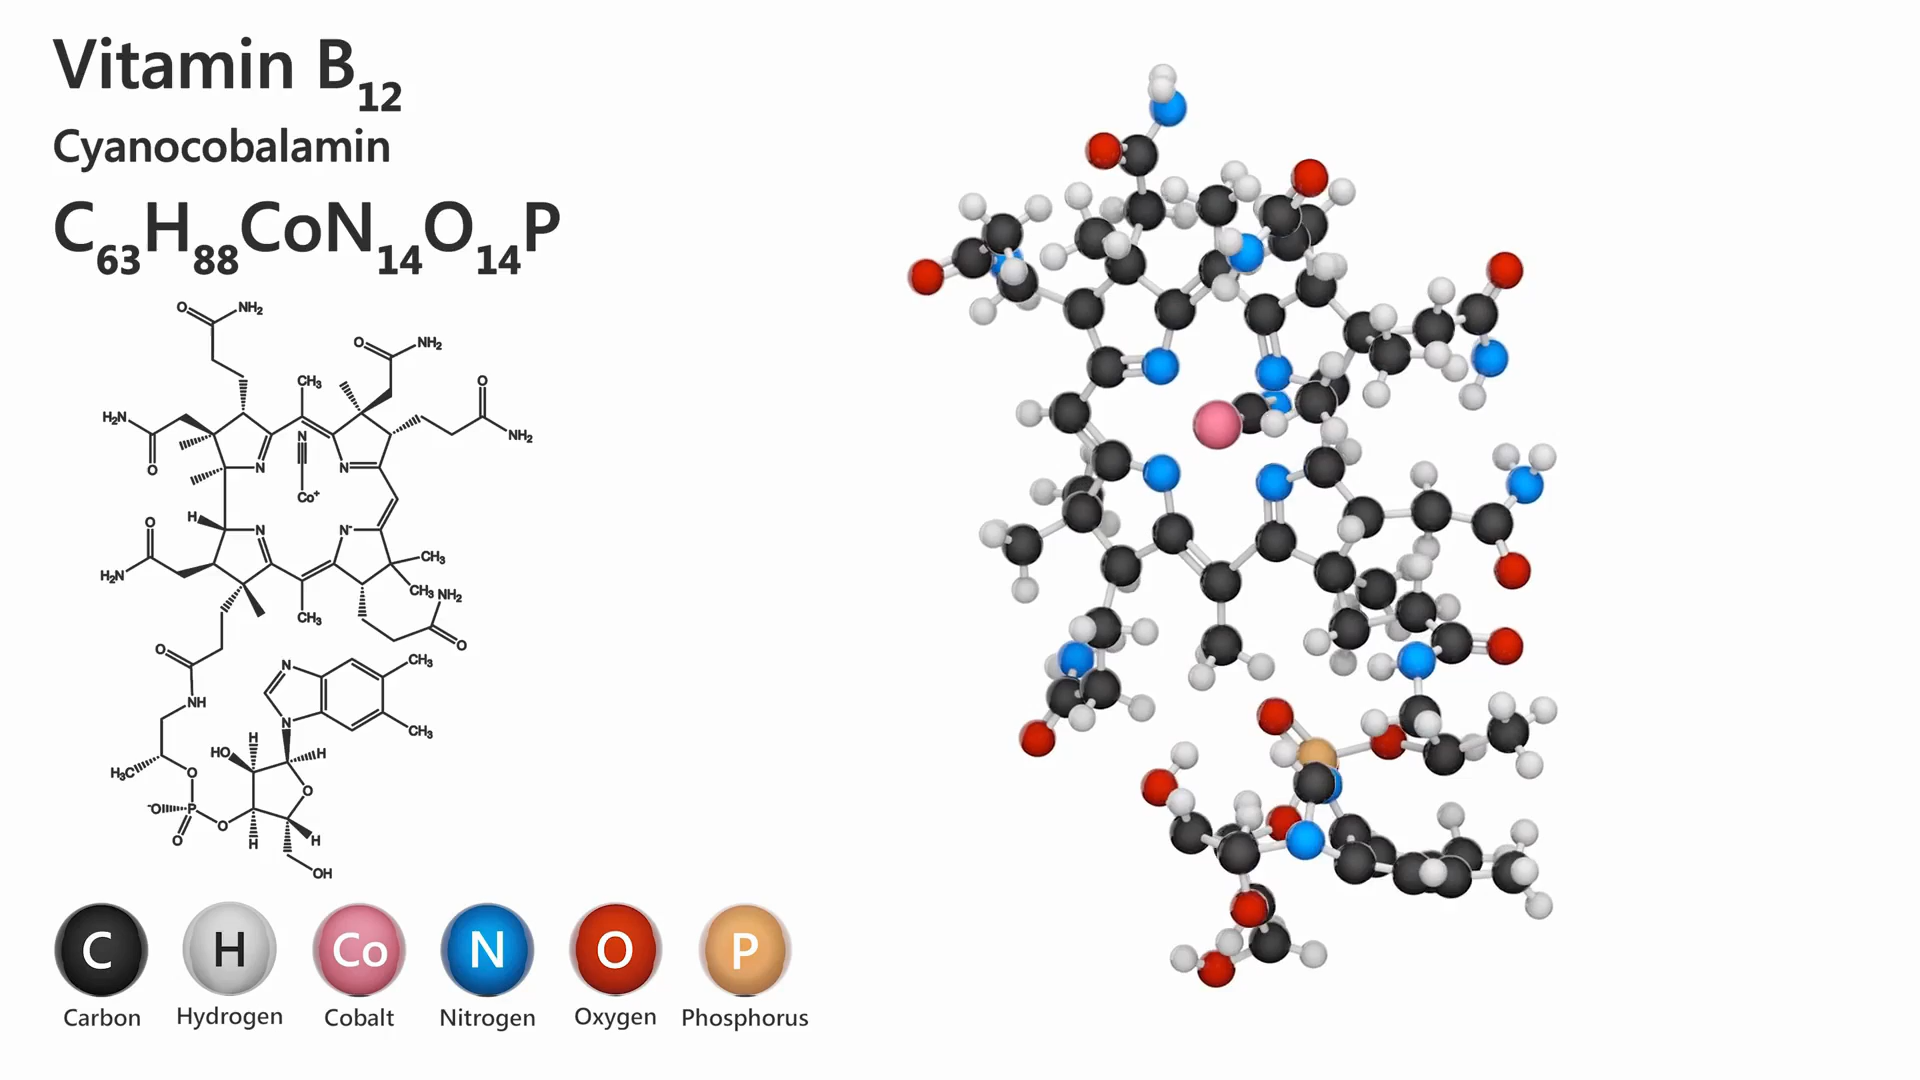 Vitamin B12
Cyanocobalamin
C63H88CoN14O14P
O NH2
O NH2
CH3
O
H2N
NH2
O
N
N N
Co+
O
H
N N-
CH3
H2N
CH3 NH2
CH3
O
O
N
CH3
NH
CH3
N
H
HO H
H3C O
O
-O P
O
H
O H
OH
C H Co N O P
Carbon Hydrogen Cobalt Nitrogen Oxygen Phosphorus